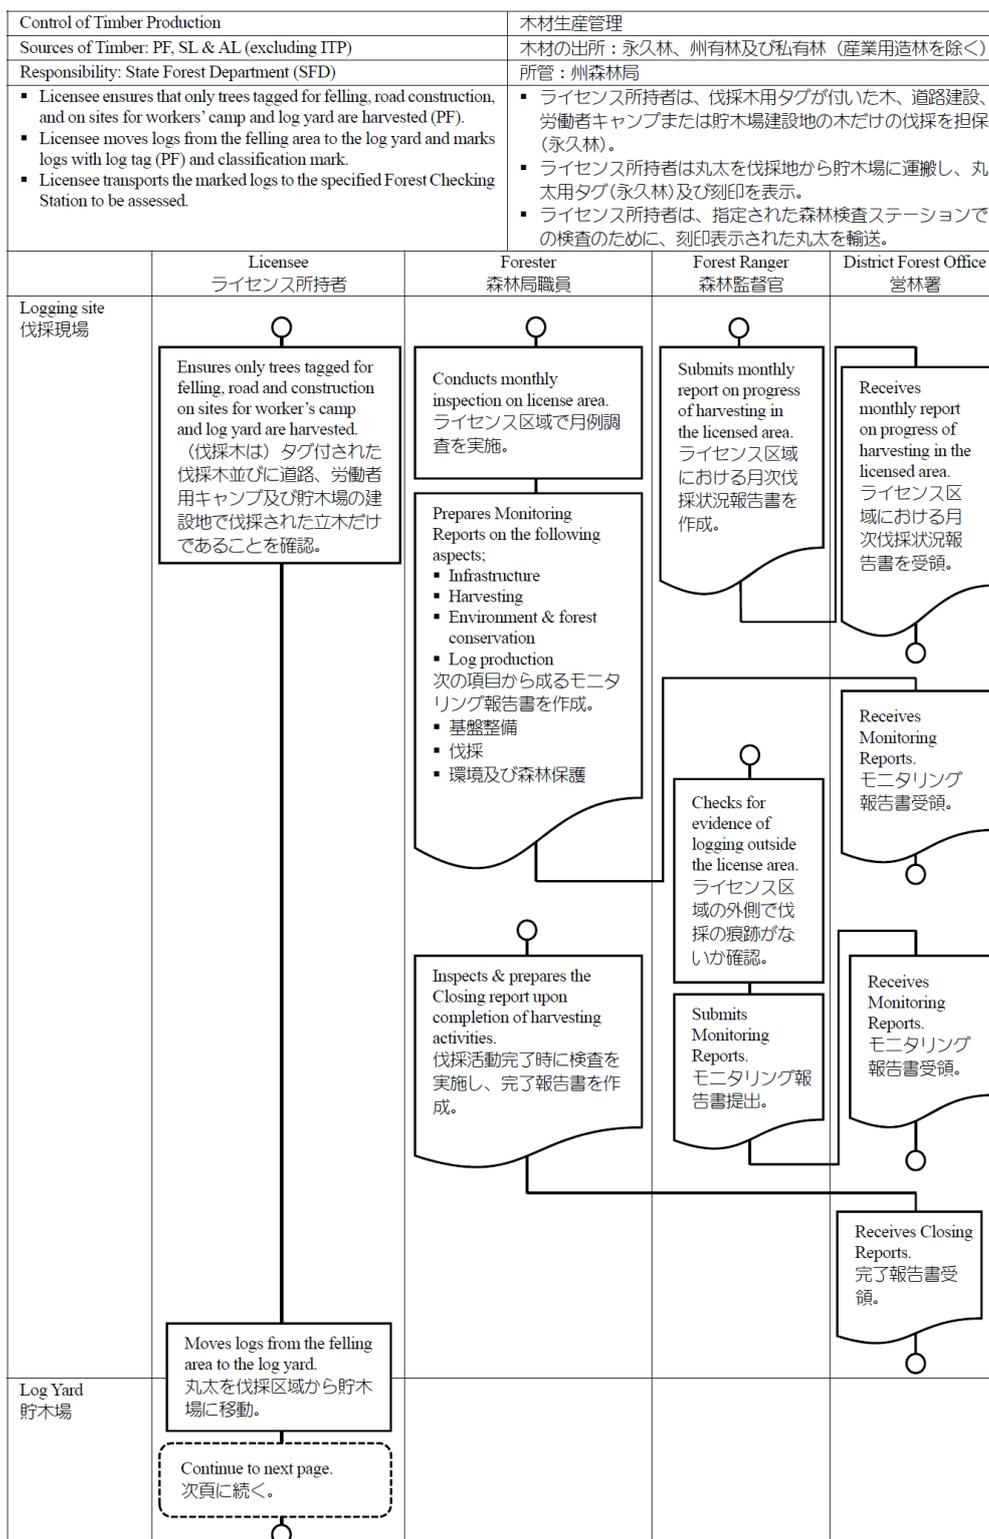 Control of Timber Production
木材生産管理
Sources of Timber: PF, SL & AL (excluding ITP)
木材の出所：永久林、州有林及び私有林（産業用造林を除く）
Responsibility: State Forest Department (SFD)
所管：州森林局
▪ Licensee ensures that only trees tagged for felling, road construction,
and on sites for workers' camp and log yard are harvested (PF).
▪ Licensee moves logs from the felling area to the log yard and marks
logs with log tag (PF) and classification mark.
▪ Licensee transports the marked logs to the specified Forest Checking
Station to be assessed.
▪ ライセンス所持者は、伐採木用タグが付いた木、道路建設、
労働者キャンプまたは貯木場建設地の木だけの伐採を担保
(永久林)。
▪ ライセンス所持者は丸太を伐採地から貯木場に運搬し、丸
太用タグ(永久林)及び刻印を表示。
▪ ライセンス所持者は、指定された森林検査ステーションで
の検査のために、刻印表示された丸太を輸送。
Licensee
ライセンス所持者
Forester
森林局職員
Forest Ranger
森林監督官
District Forest Office
営林署
Logging site
伐採現場
Ensures only trees tagged for
felling, road and construction
on sites for worker's camp
and log yard are harvested.
（伐採木は）タグ付された
伐採木並びに道路、労働者
用キャンプ及び貯木場の建
設地で伐採された立木だけ
であることを確認。
Conducts monthly
inspection on license area.
ライセンス区域で月例調
査を実施。
Prepares Monitoring
Reports on the following
aspects;
▪ Infrastructure
▪ Harvesting
▪ Environment & forest
conservation
▪ Log production
次の項目から成るモニタ
リング報告書を作成。
▪ 基盤整備
▪ 伐採
▪ 環境及び森林保護
Submits monthly
report on progress
of harvesting in
the licensed area.
ライセンス区域
における月次伐
採状況報告書を
作成。
Receives
monthly report
on progress of
harvesting in the
licensed area.
ライセンス区
域における月
次伐採状況報
告書を受領。
Receives
Monitoring
Reports.
モニタリング
報告書受領。
Checks for
evidence of
logging outside
the license area.
ライセンス区
域の外側で伐
採の痕跡がな
いか確認。
Inspects & prepares the
Closing report upon
completion of harvesting
activities.
伐採活動完了時に検査を
実施し、完了報告書を作
成。
Submits
Monitoring
Reports.
モニタリング報
告書提出。
Receives
Monitoring
Reports.
モニタリング
報告書受領。
Receives Closing
Reports.
完了報告書受
領。
Moves logs from the felling
area to the log yard.
丸太を伐採区域から貯木
場に移動。
Log Yard
貯木場
Continue to next page.
次頁に続く。